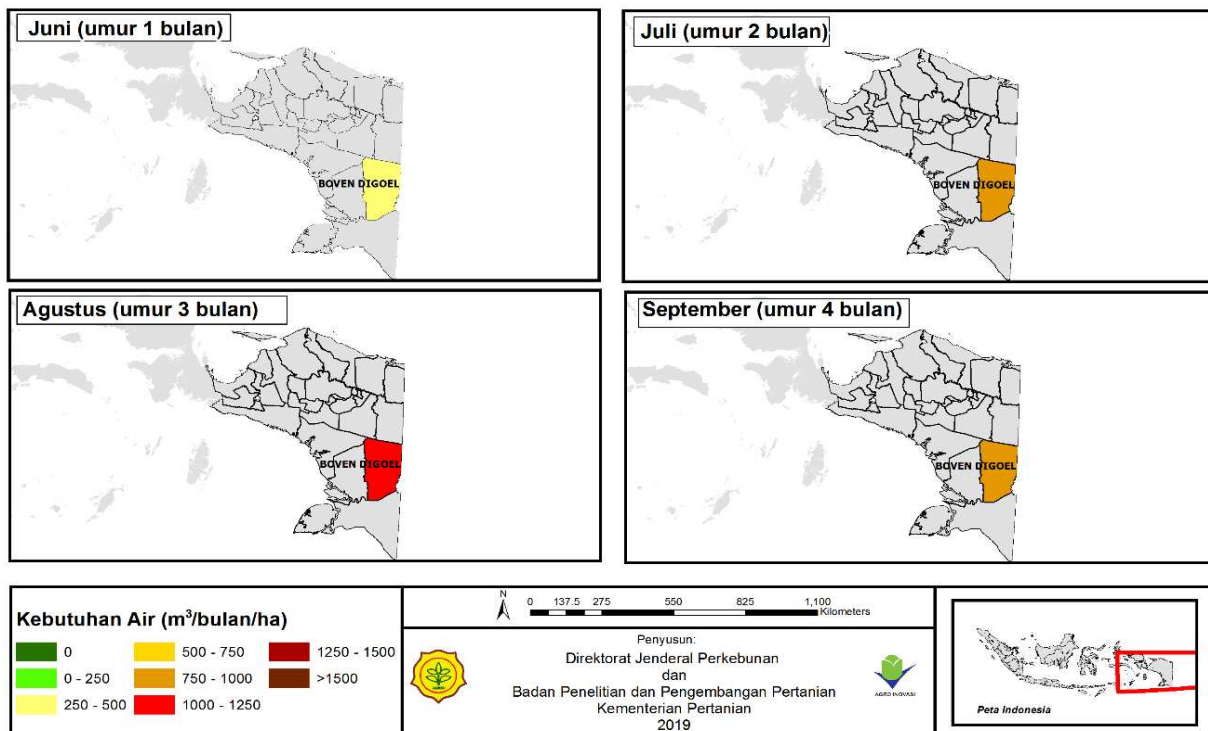 Juni (umur 1 bulan)
BOVEN DIGOEL
Juli (umur 2 bulan)
BOVEN DIGOEL
Agustus (umur 3 bulan)
BOVEN DIGOEL
September (umur 4 bulan)
BOVEN DIGOEL
Kebutuhan Air (m³/bulan/ha)
0
0 - 250
250 - 500
500 - 750
750 - 1000
1000 - 1250
1250 - 1500
>1500
N
0 137.5 275 550 825 1,100
Kilometers
Penyusun:
Direktorat Jenderal Perkebunan
dan
Badan Penelitian dan Pengembangan Pertanian
Kementerian Pertanian
2019
AGRO INOVASI
Peta Indonesia